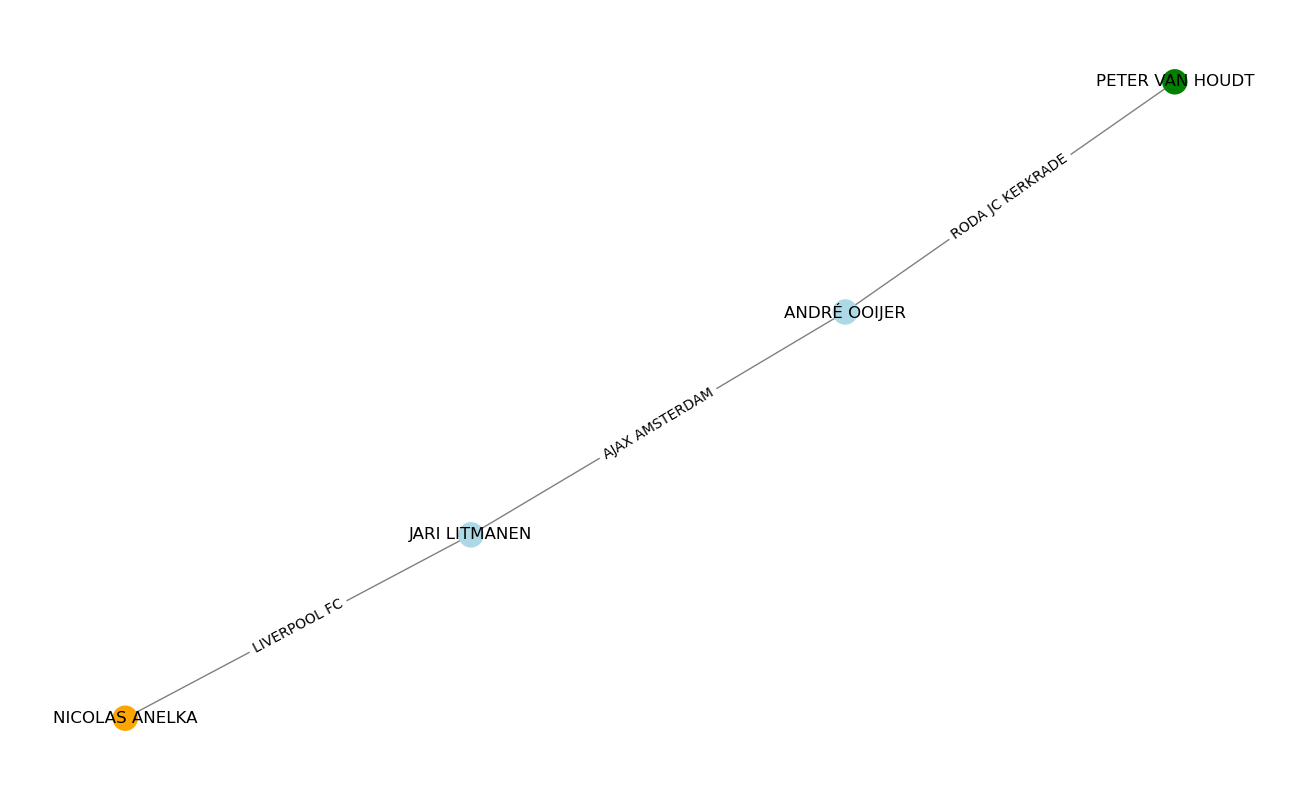 PETER VAN HOUDT
RODA JC KERKRADE
ANDRÉ OOIJER
AJAX AMSTERDAM
JARI LITMANEN
LIVERPOOL FC
NICOLAS ANELKA